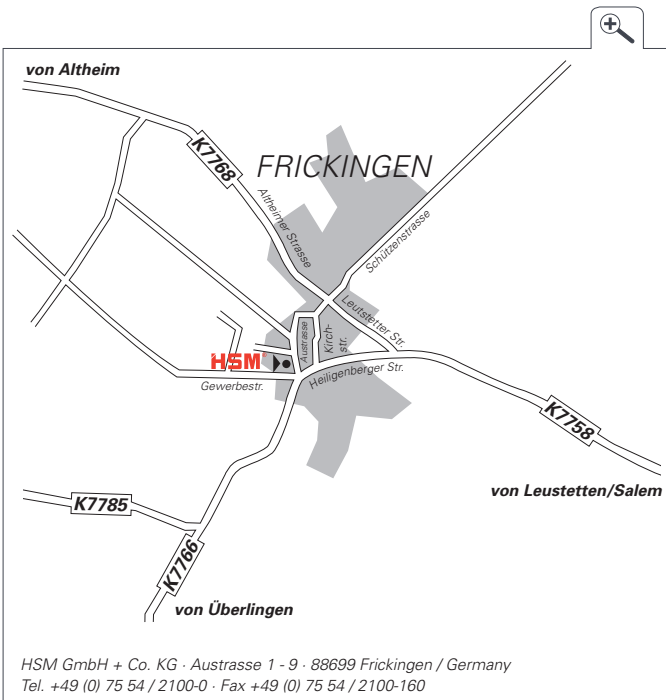 von Altheim
K7768
FRICKINGEN
Altheimer Strasse
Schützenstrasse
Leutstetter Str.
Austrasse
Kirch-
str.
HSM®
Gewerbestr.
Heiligenberger Str.
K7758
von Leustetten/Salem
K7785
K7766
von Überlingen
HSM GmbH + Co. KG · Austrasse 1 - 9 · 88699 Frickingen / Germany
Tel. +49 (0) 75 54 / 2100-0 · Fax +49 (0) 75 54 / 2100-160